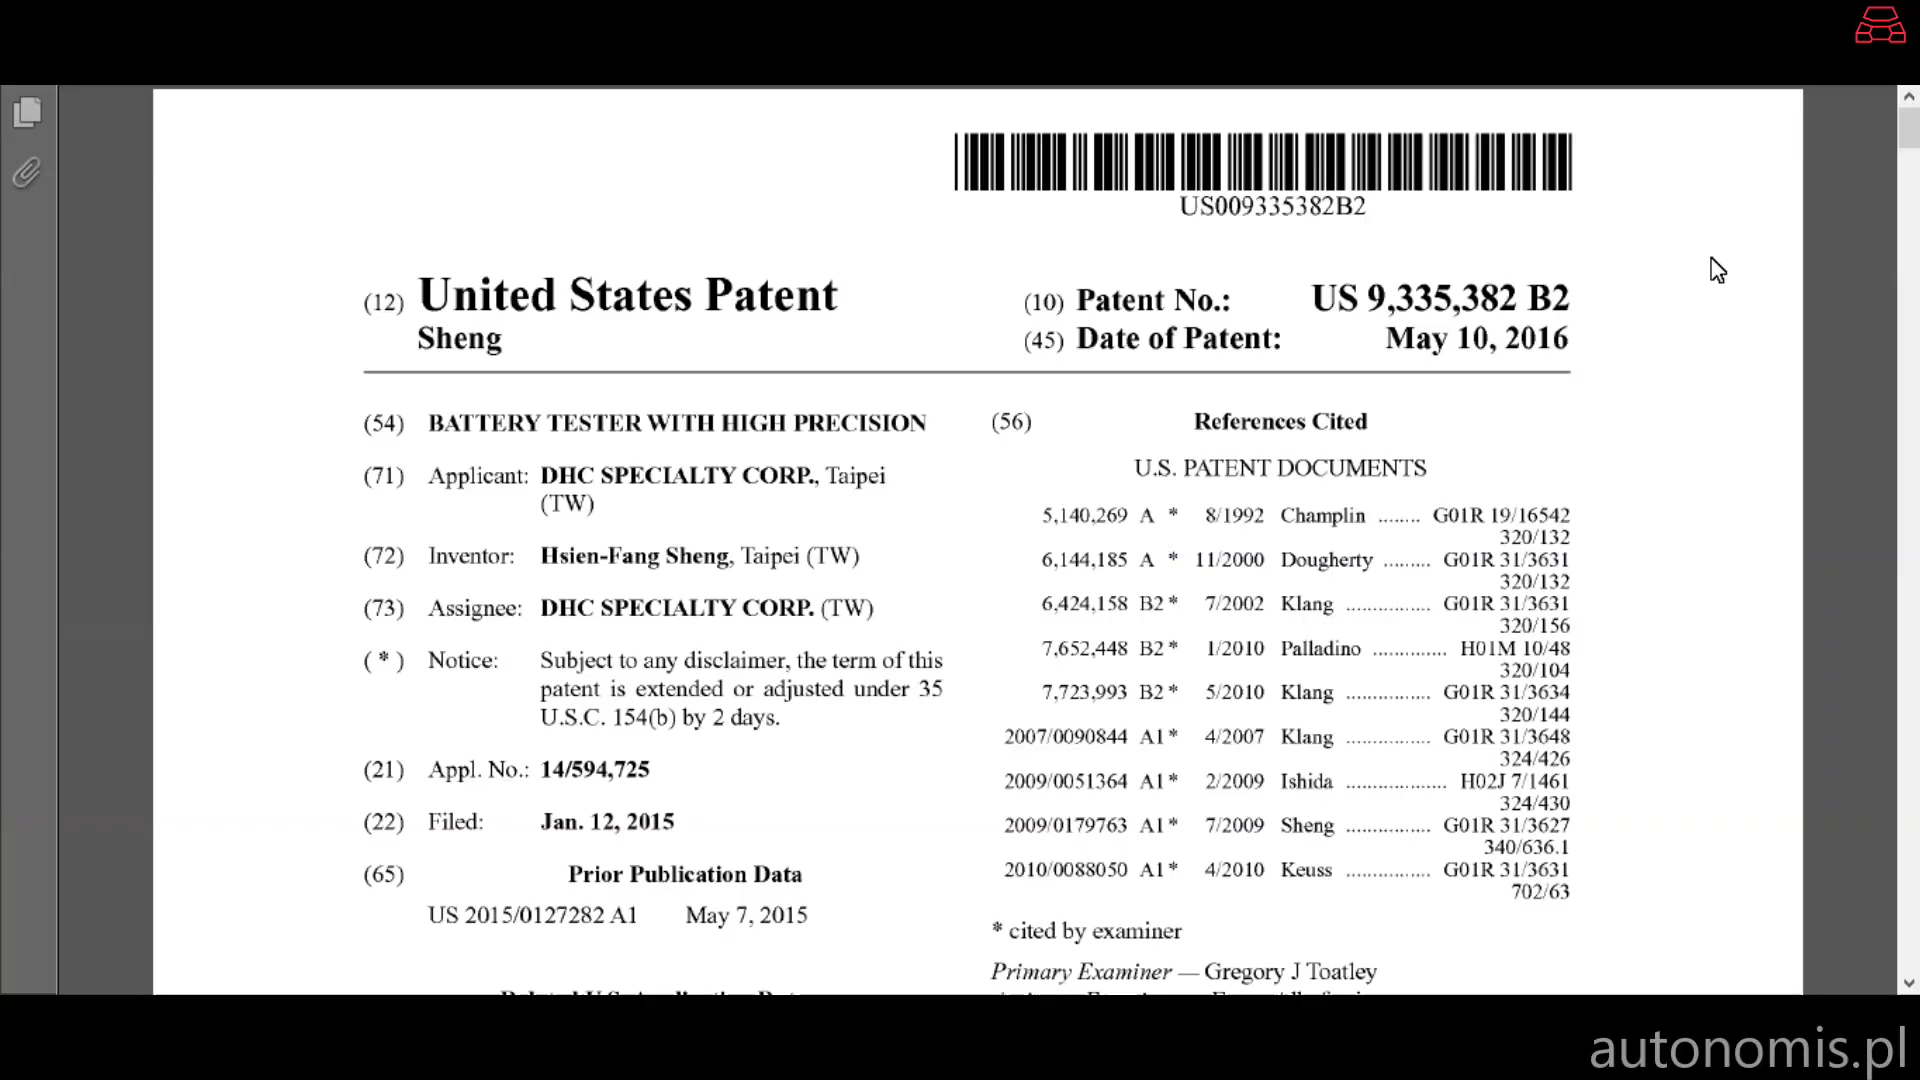 US009335382B2
(12) United States Patent
Sheng
(10) Patent No.: US 9,335,382 B2
(45) Date of Patent: May 10, 2016
(54) BATTERY TESTER WITH HIGH PRECISION
(71) Applicant: DHC SPECIALTY CORP., Taipei
(TW)
(72) Inventor: Hsien-Fang Sheng, Taipei (TW)
(73) Assignee: DHC SPECIALTY CORP. (TW)
( * ) Notice: Subject to any disclaimer, the term of this
patent is extended or adjusted under 35
U.S.C. 154(b) by 2 days.
(21) Appl. No.: 14/594,725
(22) Filed: Jan. 12, 2015
(65) Prior Publication Data
US 2015/0127282 A1 May 7, 2015
(56) References Cited
U.S. PATENT DOCUMENTS
5,140,269 A * 8/1992 Champlin ........ G01R 19/16542
320/132
6,144,185 A * 11/2000 Dougherty ......... G01R 31/3631
320/132
6,424,158 B2 * 7/2002 Klang ................ G01R 31/3631
320/156
7,652,448 B2 * 1/2010 Palladino .............. H01M 10/48
320/104
7,723,993 B2 * 5/2010 Klang ................ G01R 31/3634
320/144
2007/0090844 A1 * 4/2007 Klang ................ G01R 31/3648
324/426
2009/0051364 A1 * 2/2009 Ishida ................... H02J 7/1461
324/430
2009/0179763 A1 * 7/2009 Sheng ................ G01R 31/3627
340/636.1
2010/0088050 A1 * 4/2010 Keuss ................ G01R 31/3631
702/63
* cited by examiner
Primary Examiner — Gregory J Toatley
autonomis.pl